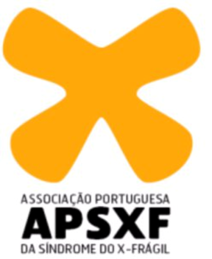 ASSOCIAÇÃO PORTUGUESA
APSXF
DA SÍNDROME DO X-FRÁGIL